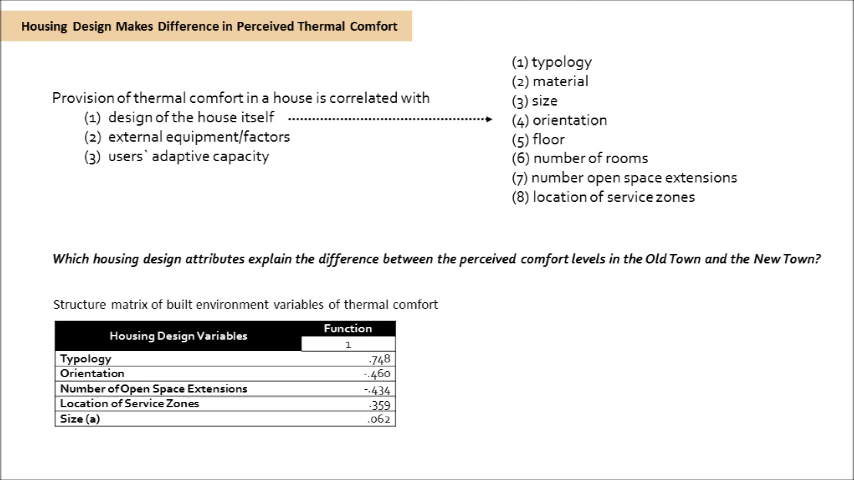 Housing Design Makes Difference in Perceived Thermal Comfort
Provision of thermal comfort in a house is correlated with
(1) design of the house itself
(2) external equipment/factors
(3) users` adaptive capacity
(1) typology
(2) material
(3) size
(4) orientation
(5) floor
(6) number of rooms
(7) number open space extensions
(8) location of service zones
Which housing design attributes explain the difference between the perceived comfort levels in the Old Town and the New Town?
Structure matrix of built environment variables of thermal comfort
Housing Design Variables Function
1
Typology .748
Orientation -.460
Number of Open Space Extensions -.434
Location of Service Zones .359
Size (a) .062